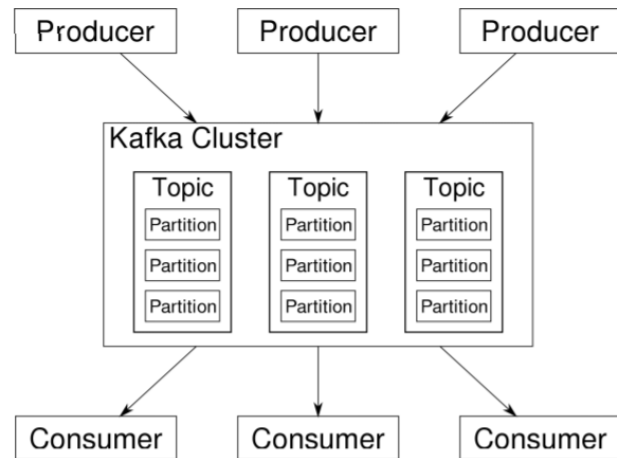 Producer Producer Producer
Kafka Cluster
Topic Topic Topic
Partition Partition Partition
Partition Partition Partition
Partition Partition Partition
Consumer Consumer Consumer